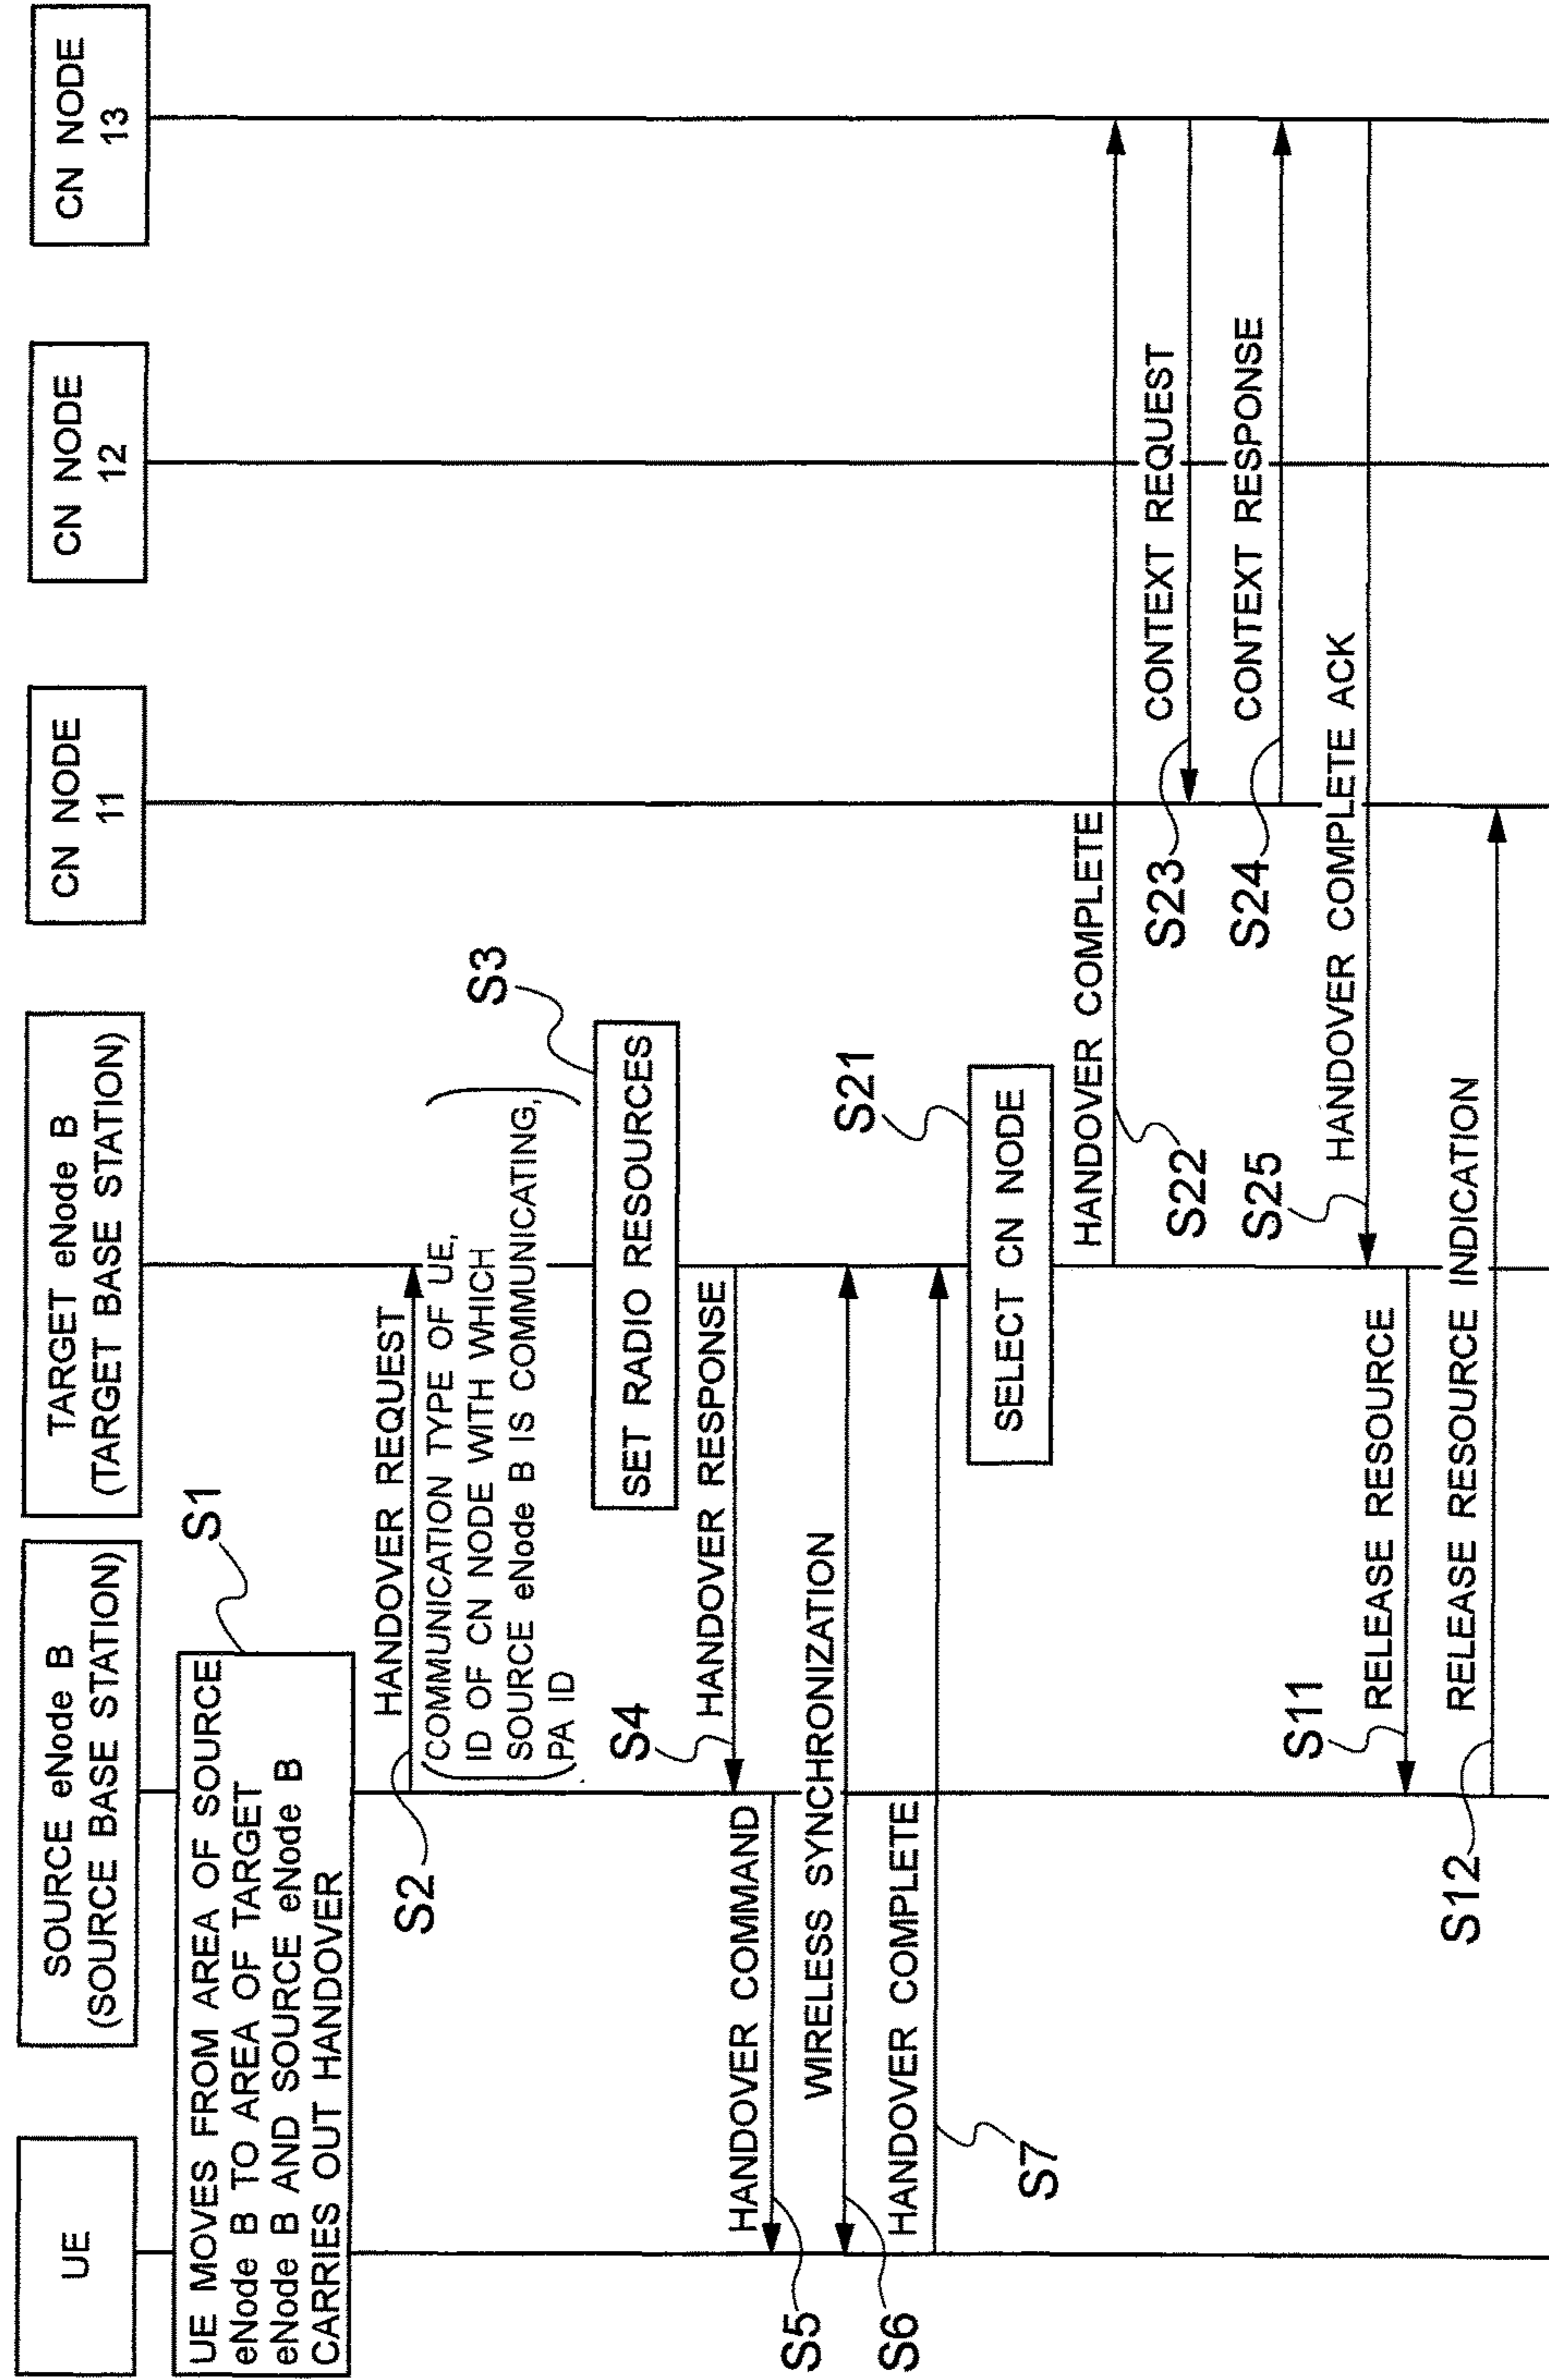 UE
SOURCE eNode B
(SOURCE BASE STATION)
TARGET eNode B
(TARGET BASE STATION)
CN NODE
11
CN NODE
12
CN NODE
13
UE MOVES FROM AREA OF SOURCE
eNode B TO AREA OF TARGET
eNode B AND SOURCE eNode B
CARRIES OUT HANDOVER
S1
HANDOVER REQUEST
S2
(COMMUNICATION TYPE OF UE,
ID OF CN NODE WITH WHICH
SOURCE eNode B IS COMMUNICATING,
PA ID)
S3
SET RADIO RESOURCES
S4
HANDOVER RESPONSE
HANDOVER COMMAND
S5
WIRELESS SYNCHRONIZATION
S6
HANDOVER COMPLETE
S7
S21
SELECT CN NODE
HANDOVER COMPLETE
S22
CONTEXT REQUEST
S23
CONTEXT RESPONSE
S24
HANDOVER COMPLETE ACK
S25
RELEASE RESOURCE
S11
RELEASE RESOURCE INDICATION
S12